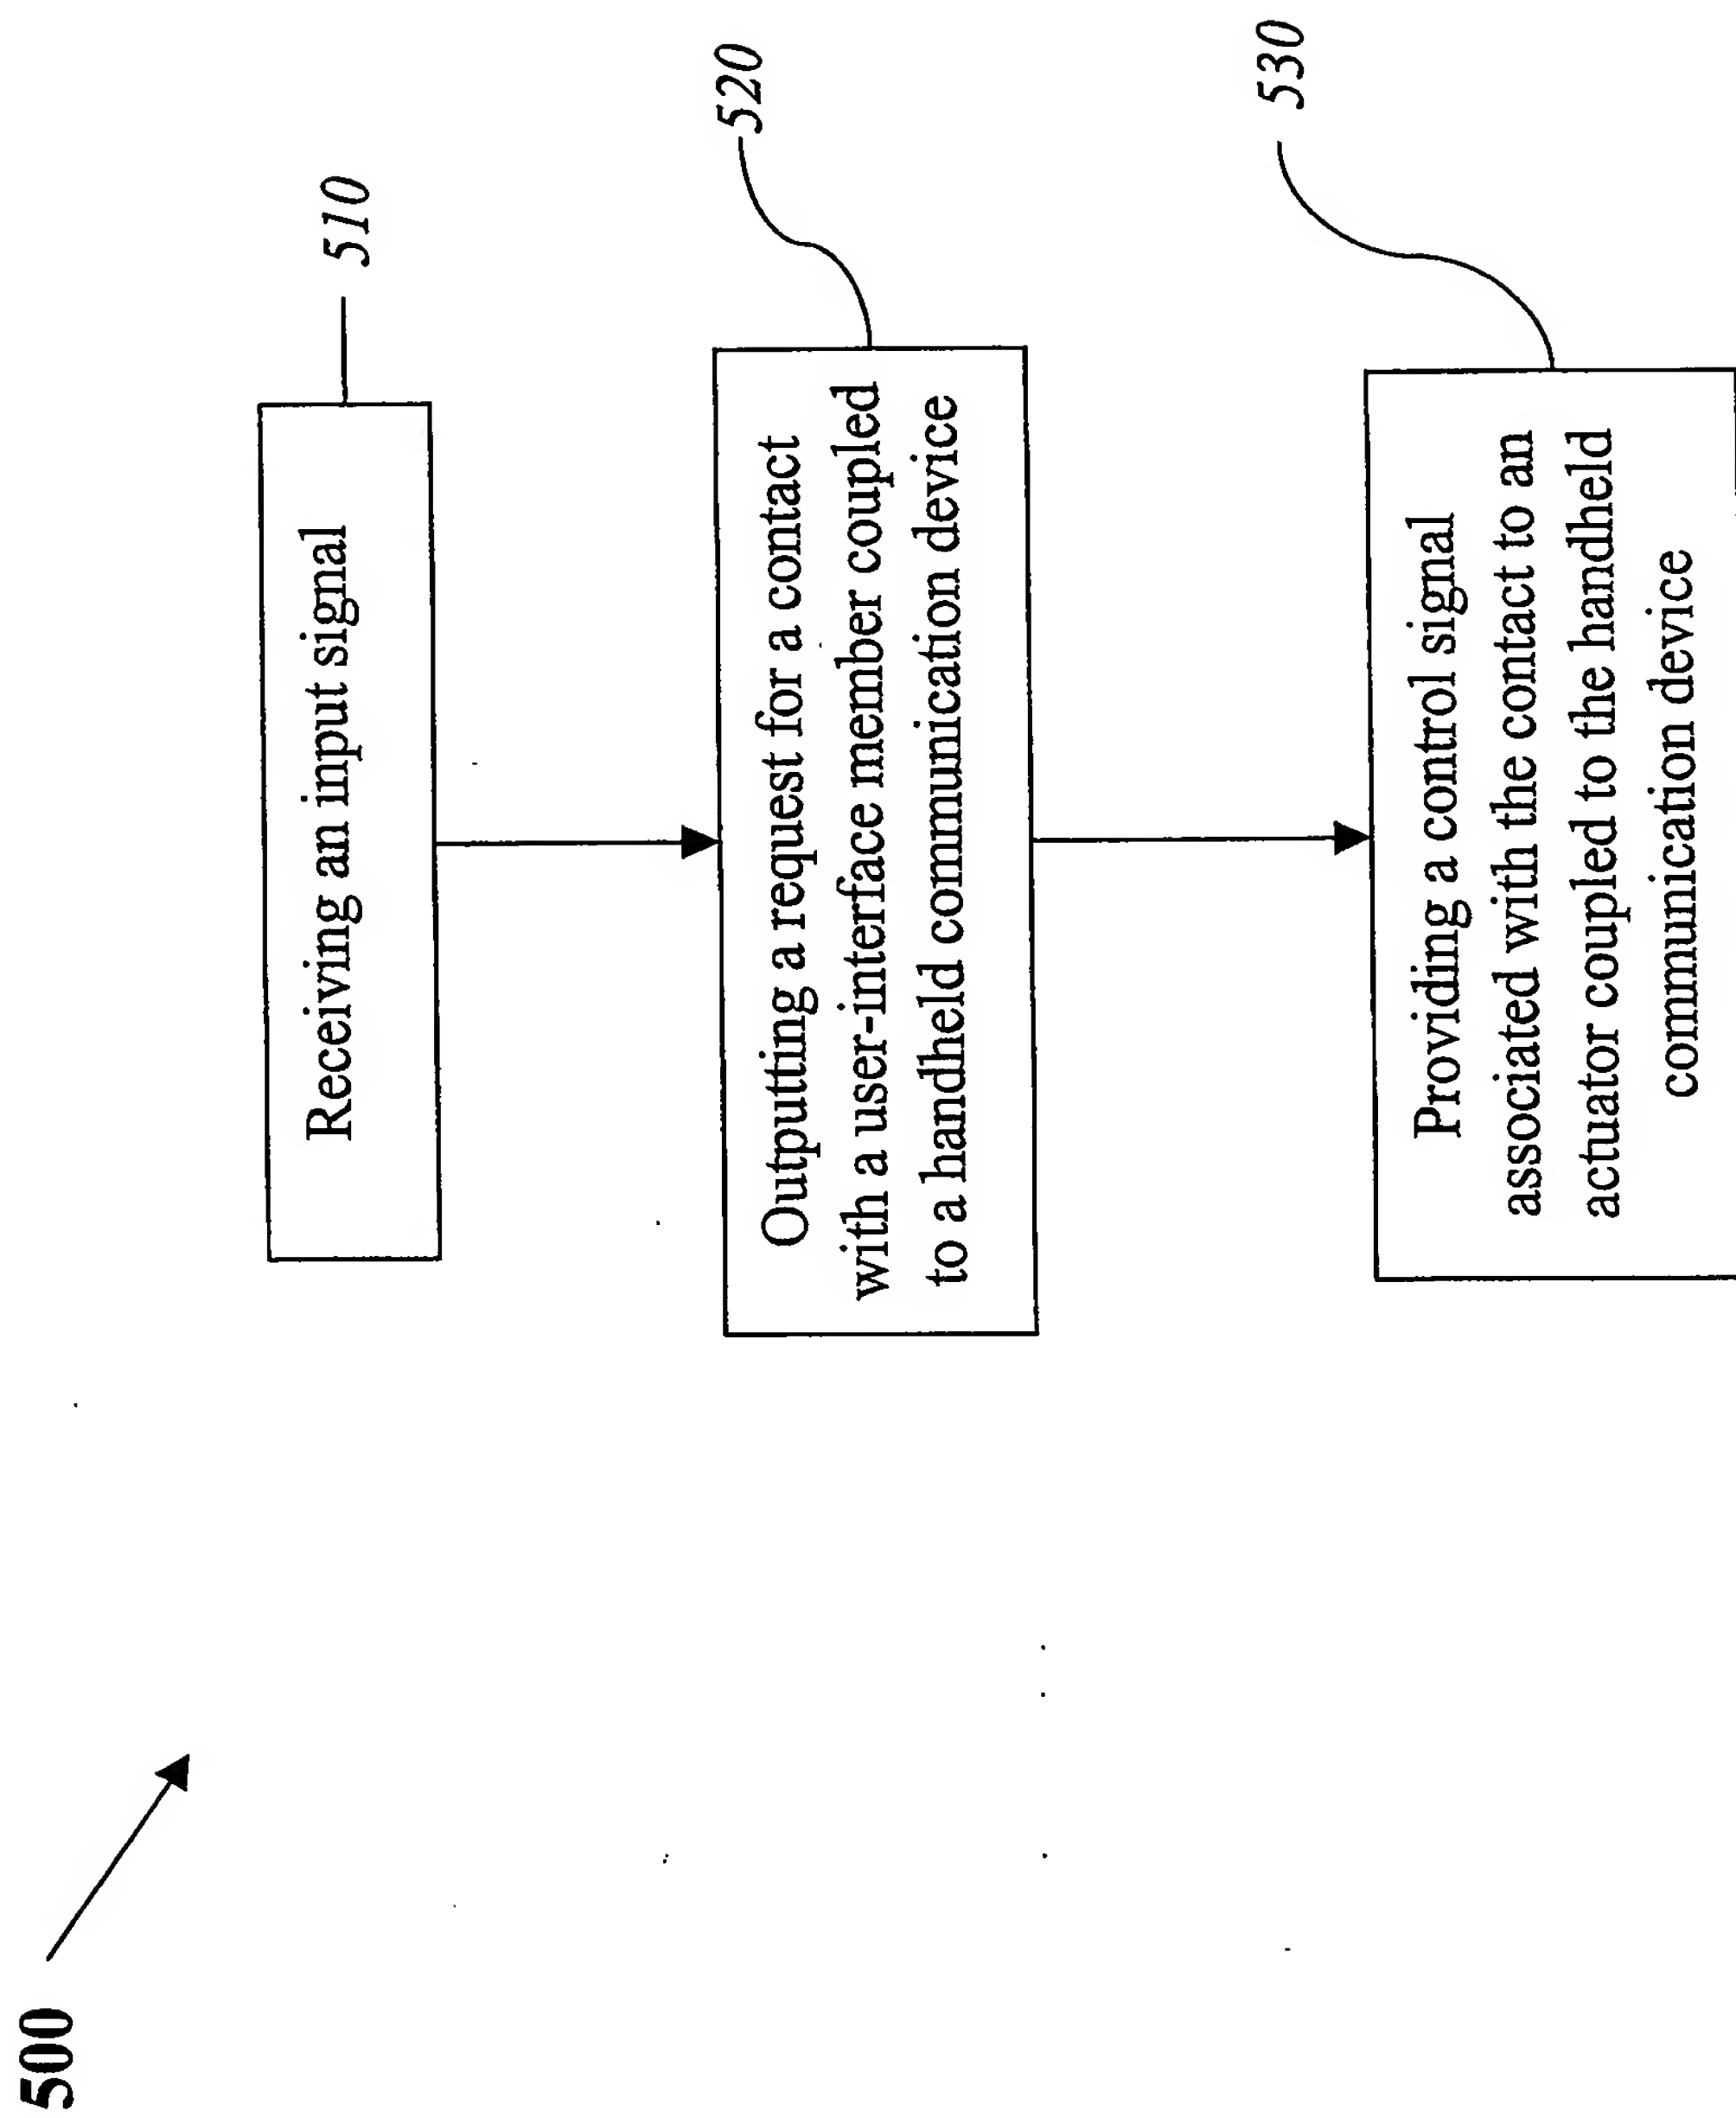 500
Receiving an input signal
510
Outputting a request for a contact
with a user-interface member coupled
to a handheld communication device
520
Providing a control signal
associated with the contact to an
actuator coupled to the handheld
communication device
530